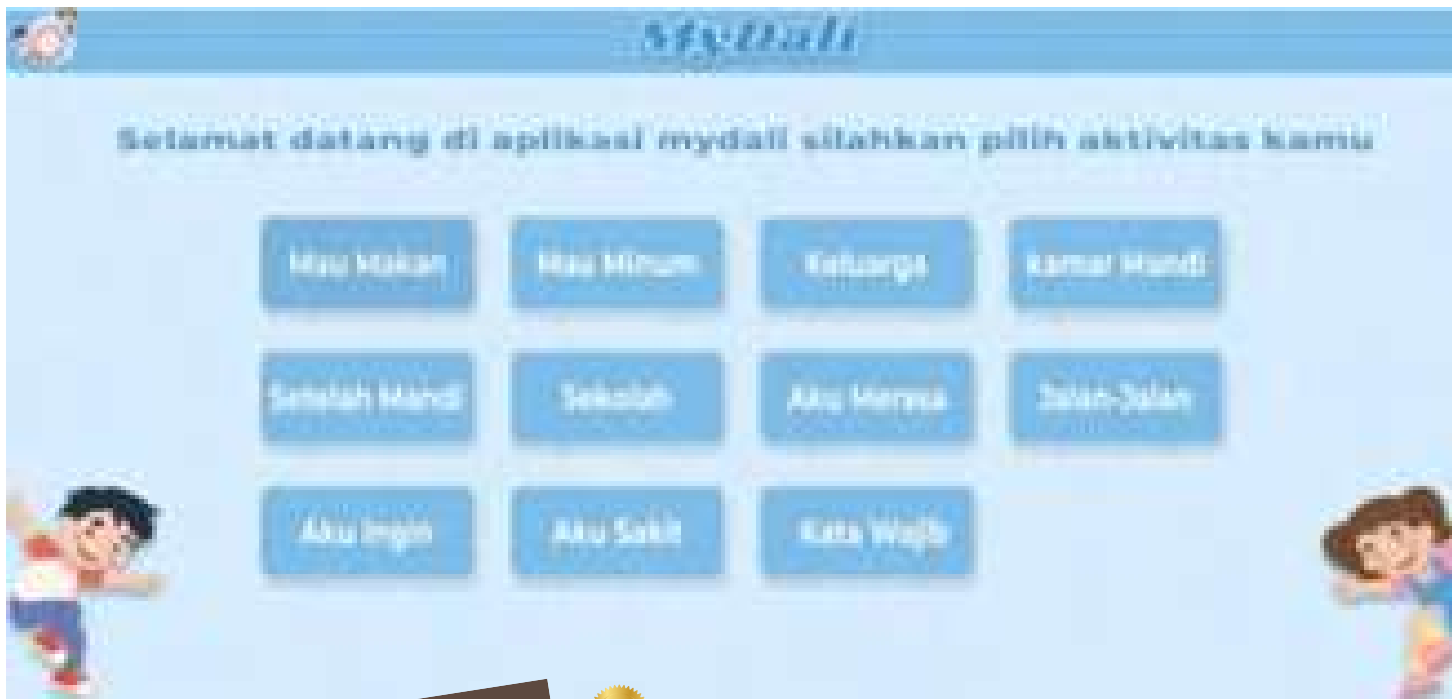 MyDali
Selamat datang di aplikasi mydali silahkan pilih aktivitas kamu
Mau Makan
Mau Minum
Keluarga
kamar Mandi
Setelah Mandi
Sekolah
Aku Merasa
Jalan-Jalan
Aku Ingin
Aku Sakit
Kata Wajib